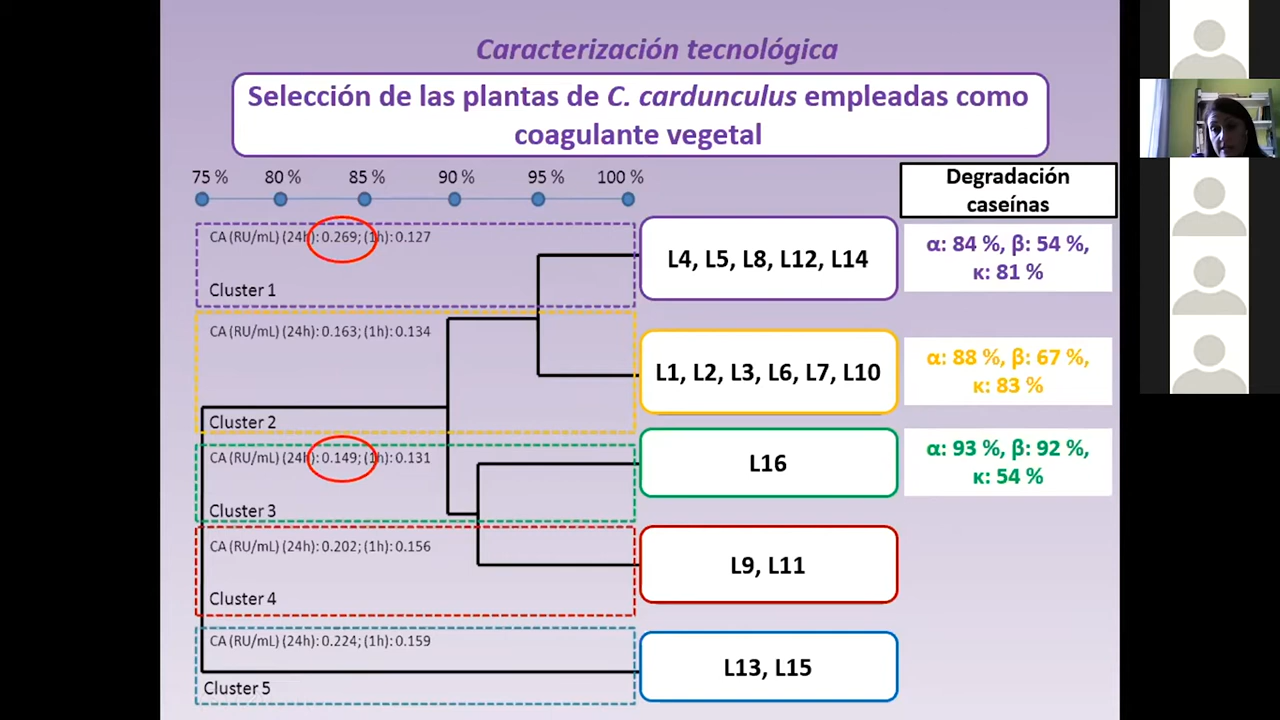 Caracterización tecnológica
Selección de las plantas de C. cardunculus empleadas como
coagulante vegetal
75 % 80 % 85 % 90 % 95 % 100 %
Degradación
caseínas
CA (RU/mL) (24h): 0.269; (1h): 0.127
Cluster 1
L4, L5, L8, L12, L14
α: 84 %, β: 54 %,
κ: 81 %
CA (RU/mL) (24h): 0.163; (1h): 0.134
Cluster 2
L1, L2, L3, L6, L7, L10
α: 88 %, β: 67 %,
κ: 83 %
CA (RU/mL) (24h): 0.149; (1h): 0.131
Cluster 3
L16
α: 93 %, β: 92 %,
κ: 54 %
CA (RU/mL) (24h): 0.202; (1h): 0.156
Cluster 4
L9, L11
CA (RU/mL) (24h): 0.224; (1h): 0.159
Cluster 5
L13, L15